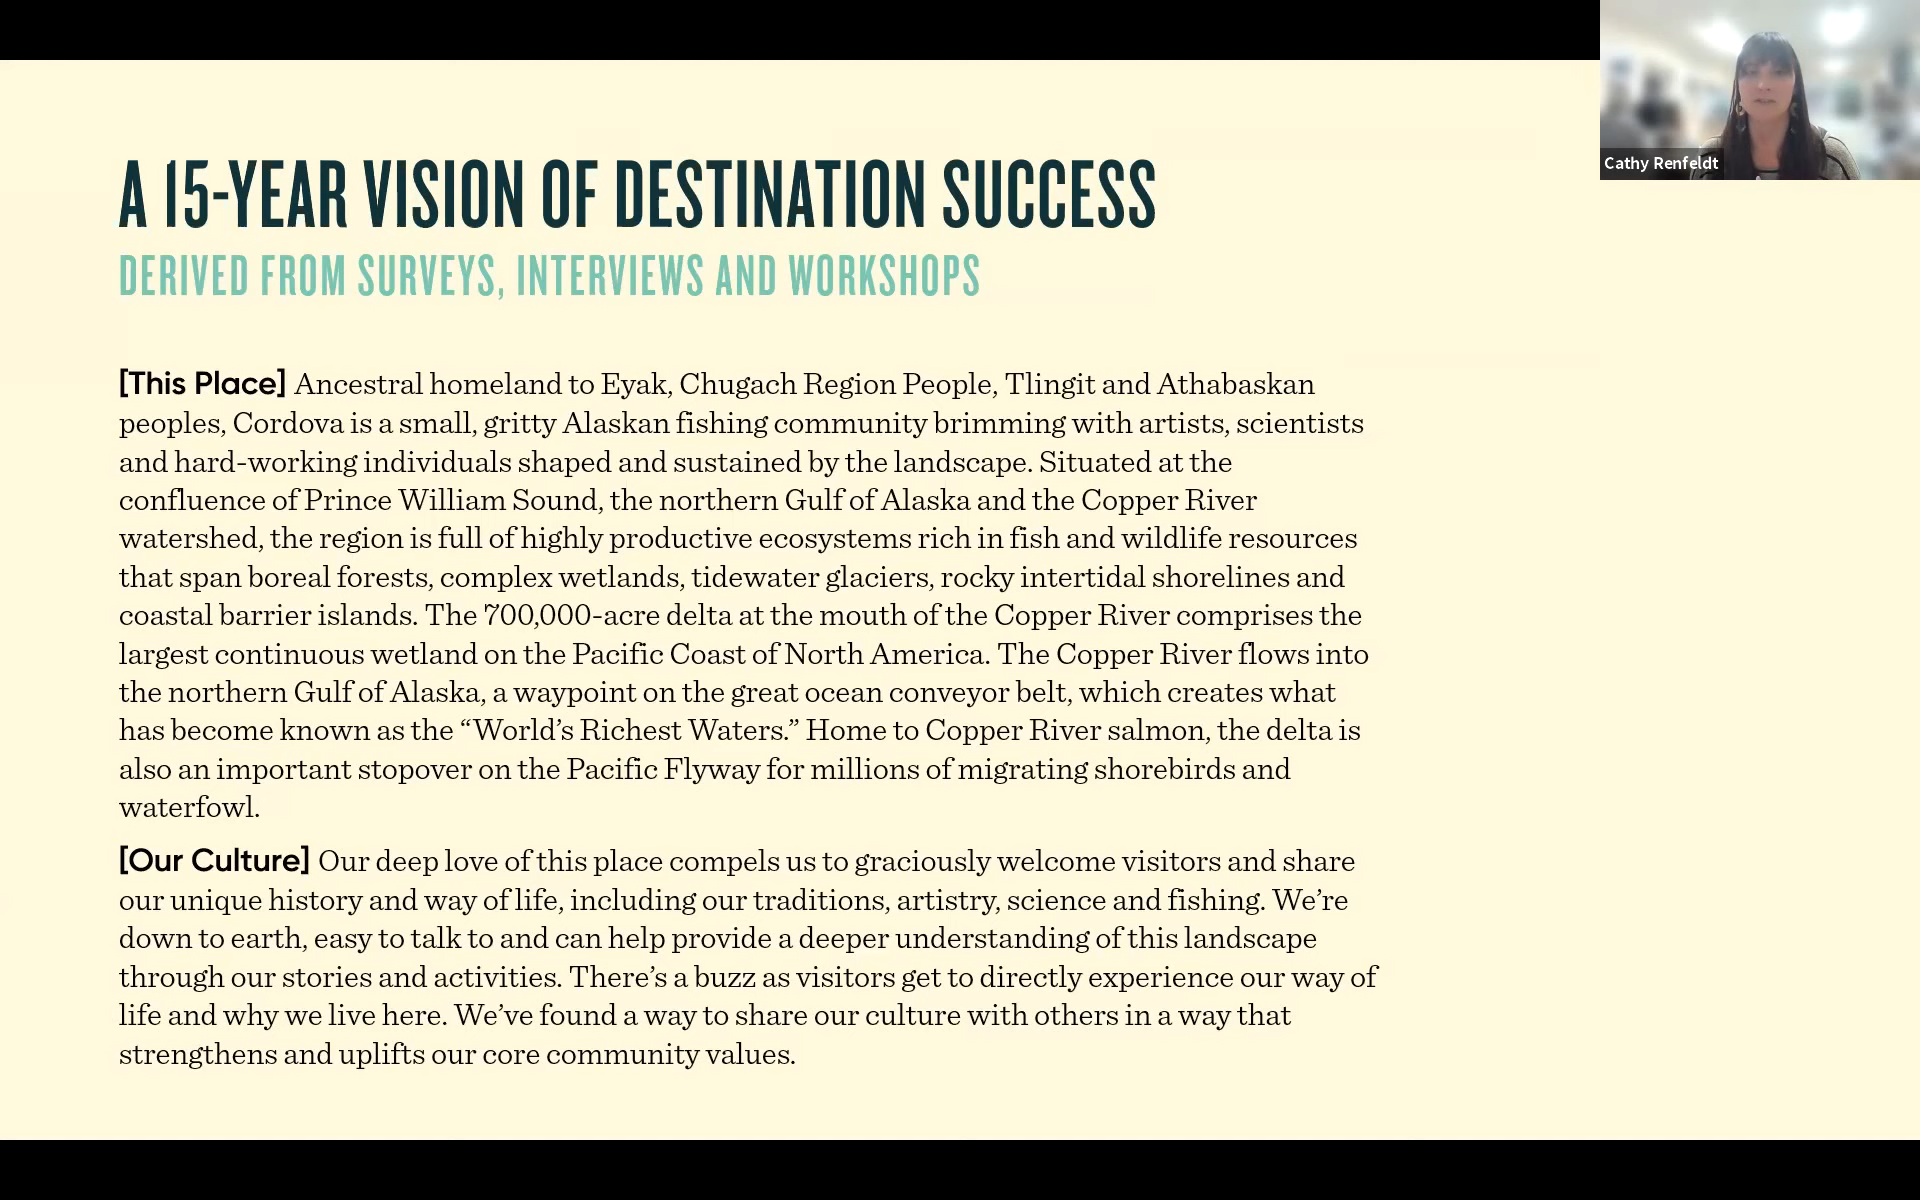 A 15-YEAR VISION OF DESTINATION SUCCESS
DERIVED FROM SURVEYS, INTERVIEWS AND WORKSHOPS
[This Place] Ancestral homeland to Eyak, Chugach Region People, Tlingit and Athabaskan
peoples, Cordova is a small, gritty Alaskan fishing community brimming with artists, scientists
and hard-working individuals shaped and sustained by the landscape. Situated at the
confluence of Prince William Sound, the northern Gulf of Alaska and the Copper River
watershed, the region is full of highly productive ecosystems rich in fish and wildlife resources
that span boreal forests, complex wetlands, tidewater glaciers, rocky intertidal shorelines and
coastal barrier islands. The 700,000-acre delta at the mouth of the Copper River comprises the
largest continuous wetland on the Pacific Coast of North America. The Copper River flows into
the northern Gulf of Alaska, a waypoint on the great ocean conveyor belt, which creates what
has become known as the “World’s Richest Waters.” Home to Copper River salmon, the delta is
also an important stopover on the Pacific Flyway for millions of migrating shorebirds and
waterfowl.
[Our Culture] Our deep love of this place compels us to graciously welcome visitors and share
our unique history and way of life, including our traditions, artistry, science and fishing. We’re
down to earth, easy to talk to and can help provide a deeper understanding of this landscape
through our stories and activities. There’s a buzz as visitors get to directly experience our way of
life and why we live here. We’ve found a way to share our culture with others in a way that
strengthens and uplifts our core community values.
Cathy Renfeldt